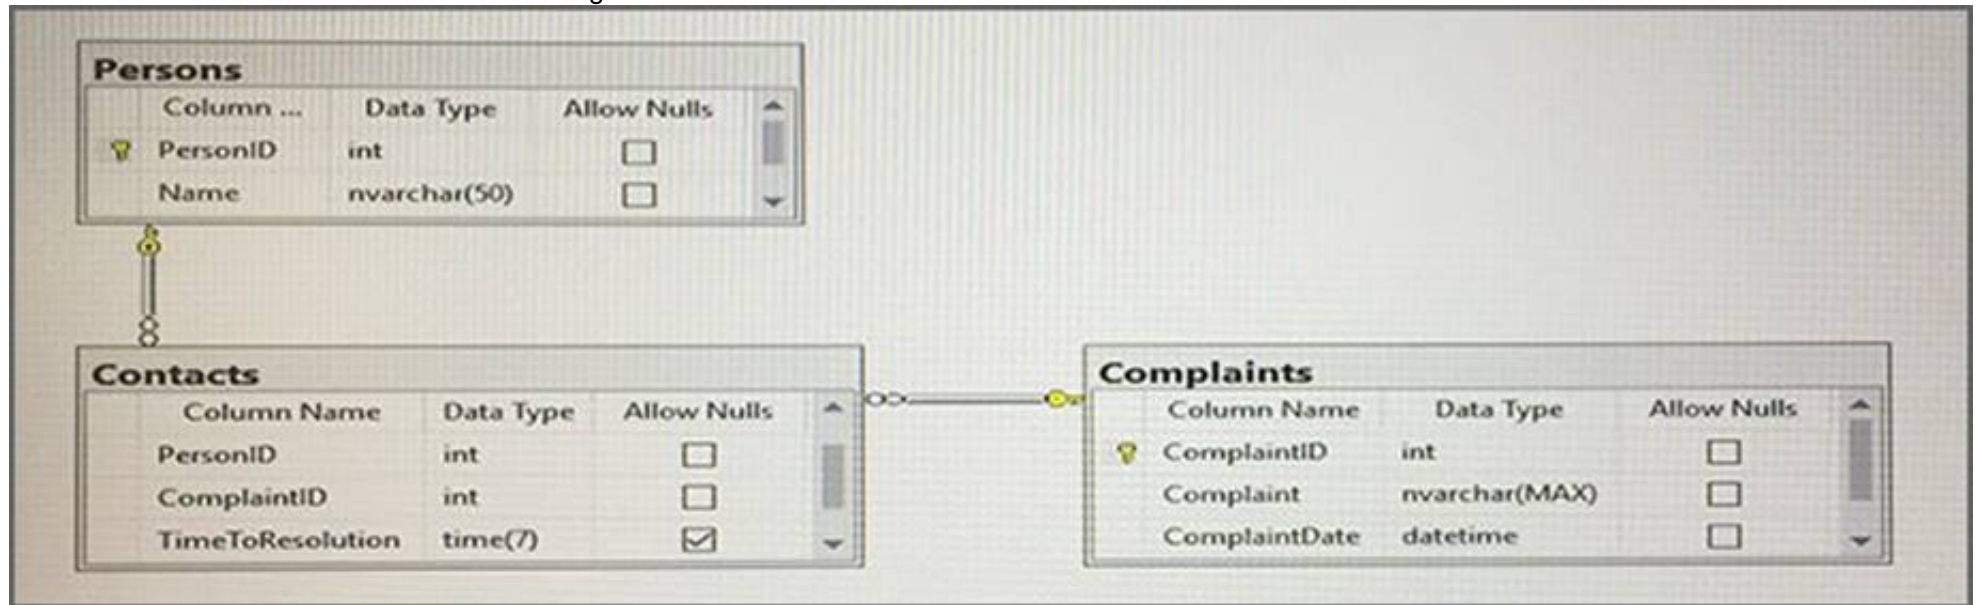 Persons
Column ... Data Type Allow Nulls
PersonID int
Name nvarchar(50)
Contacts
Column Name Data Type Allow Nulls
PersonID int
ComplaintID int
TimeToResolution time(7)
Complaints
Column Name Data Type Allow Nulls
ComplaintID int
Complaint nvarchar(MAX)
ComplaintDate datetime